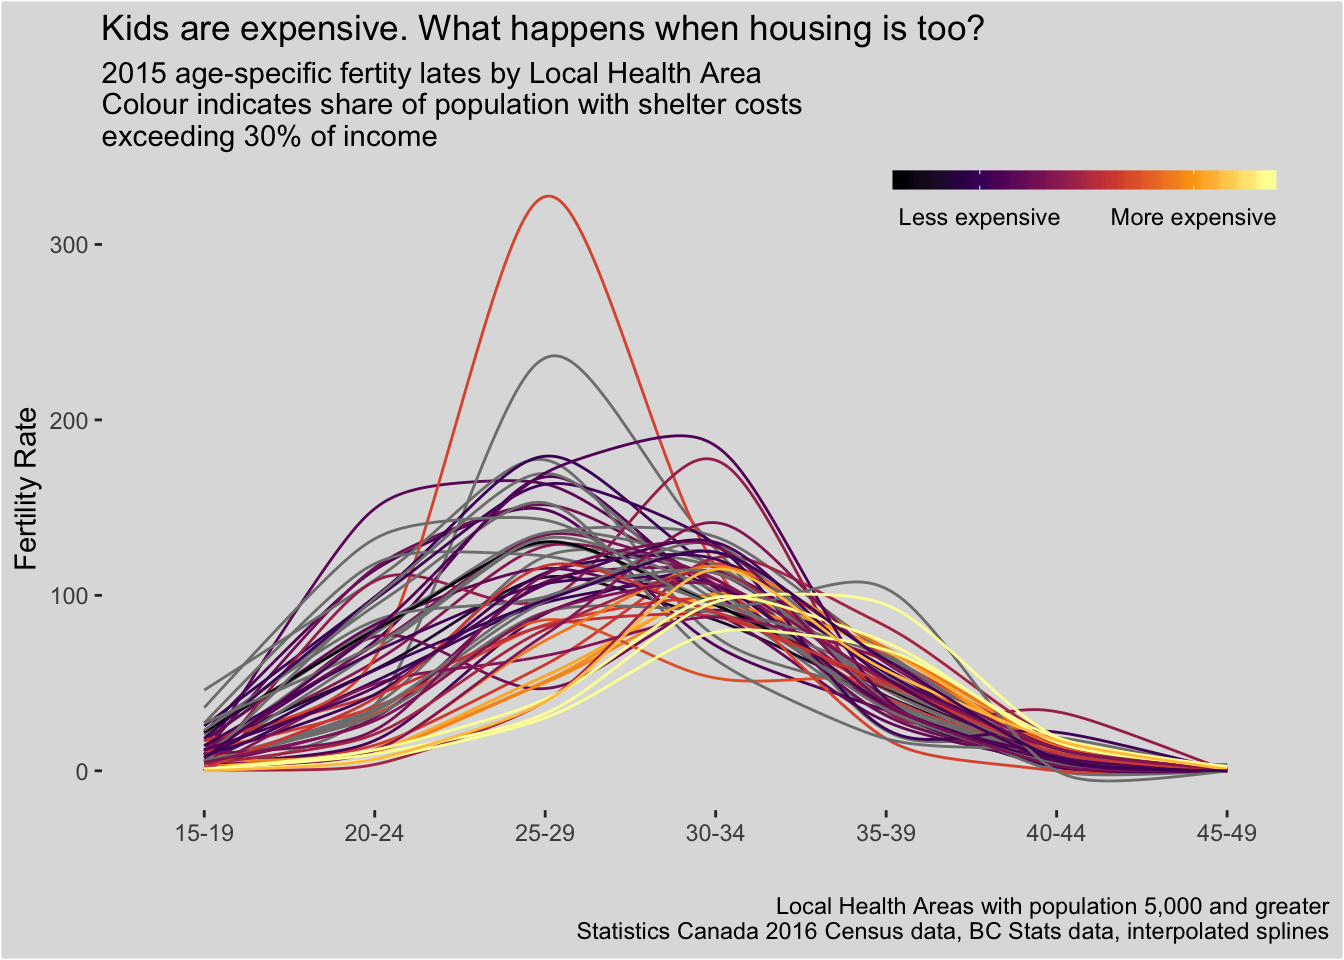 Kids are expensive. What happens when housing is too?
2015 age-specific fertity lates by Local Health Area
Colour indicates share of population with shelter costs
exceeding 30% of income
Less expensive
More expensive
Fertility Rate
300
200
100
0
15-19
20-24
25-29
30-34
35-39
40-44
45-49
Local Health Areas with population 5,000 and greater
Statistics Canada 2016 Census data, BC Stats data, interpolated splines